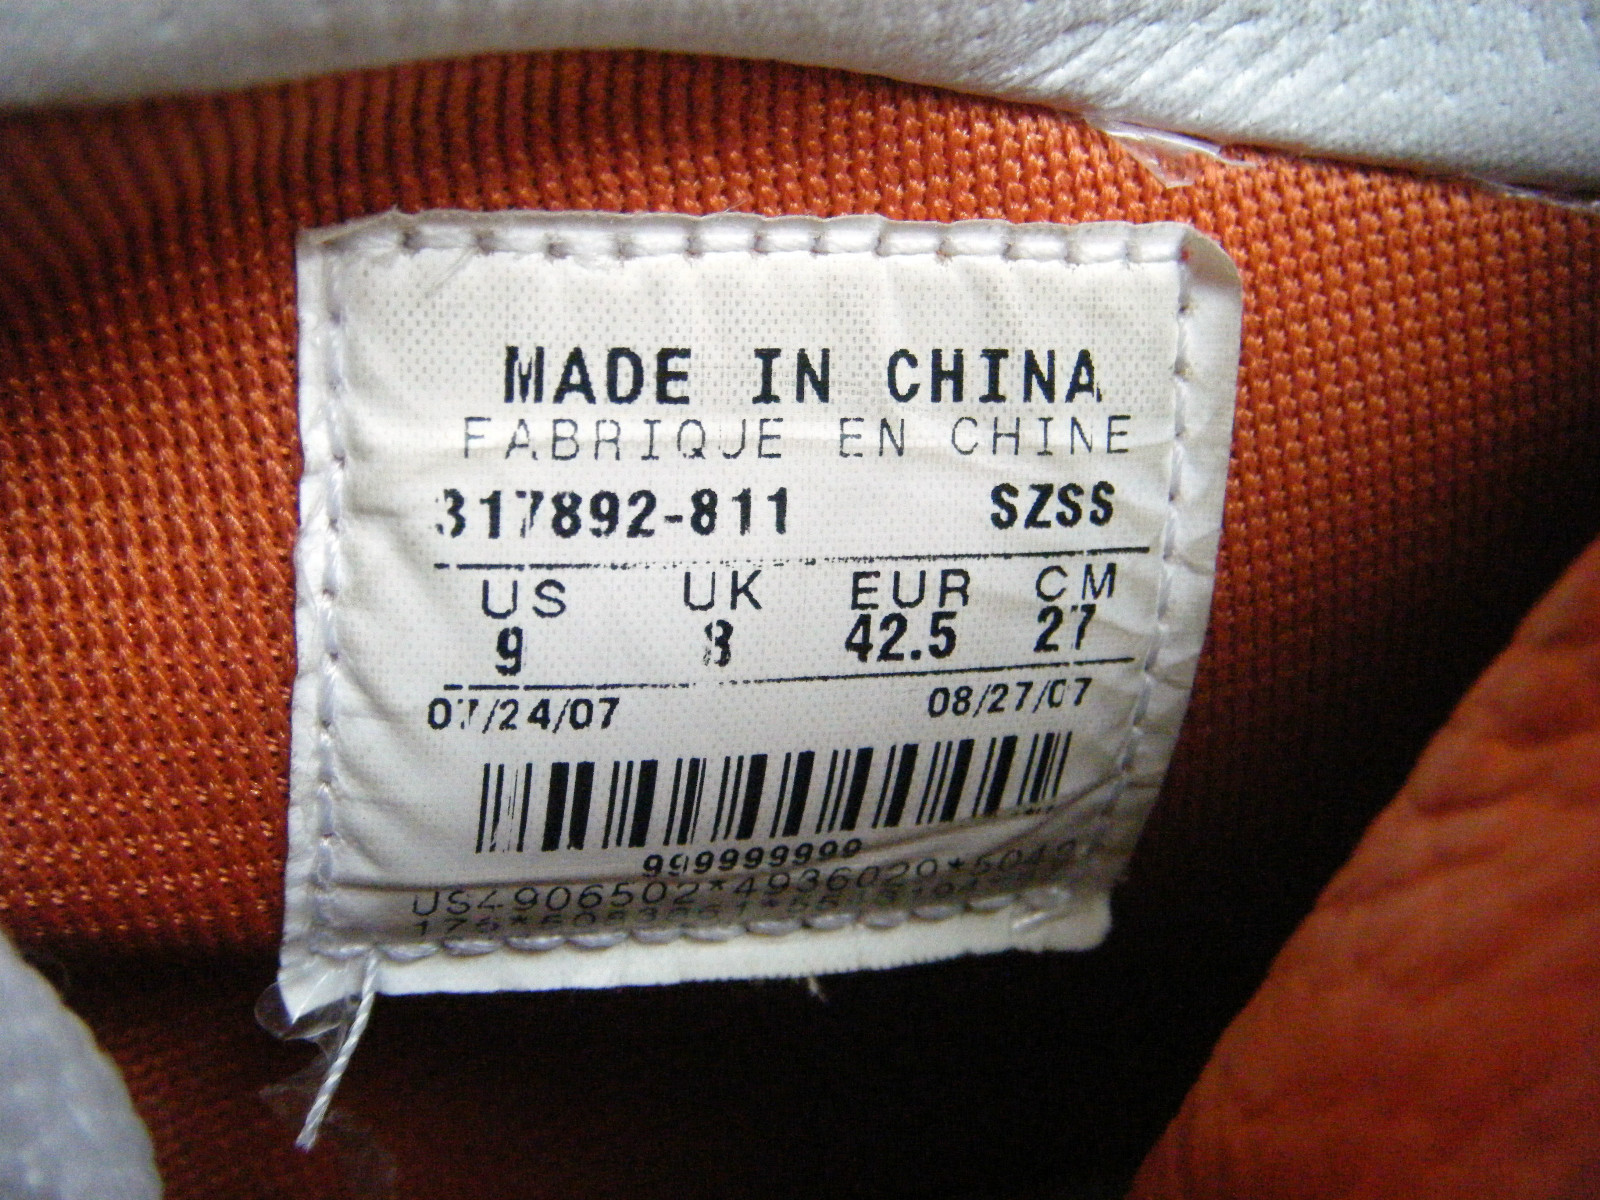 MADE IN CHINA
FABRIQUE EN CHINE
317892-811 SZSS
US UK EUR CM
9 8 42.5 27
07/24/07 08/27/07
999999999